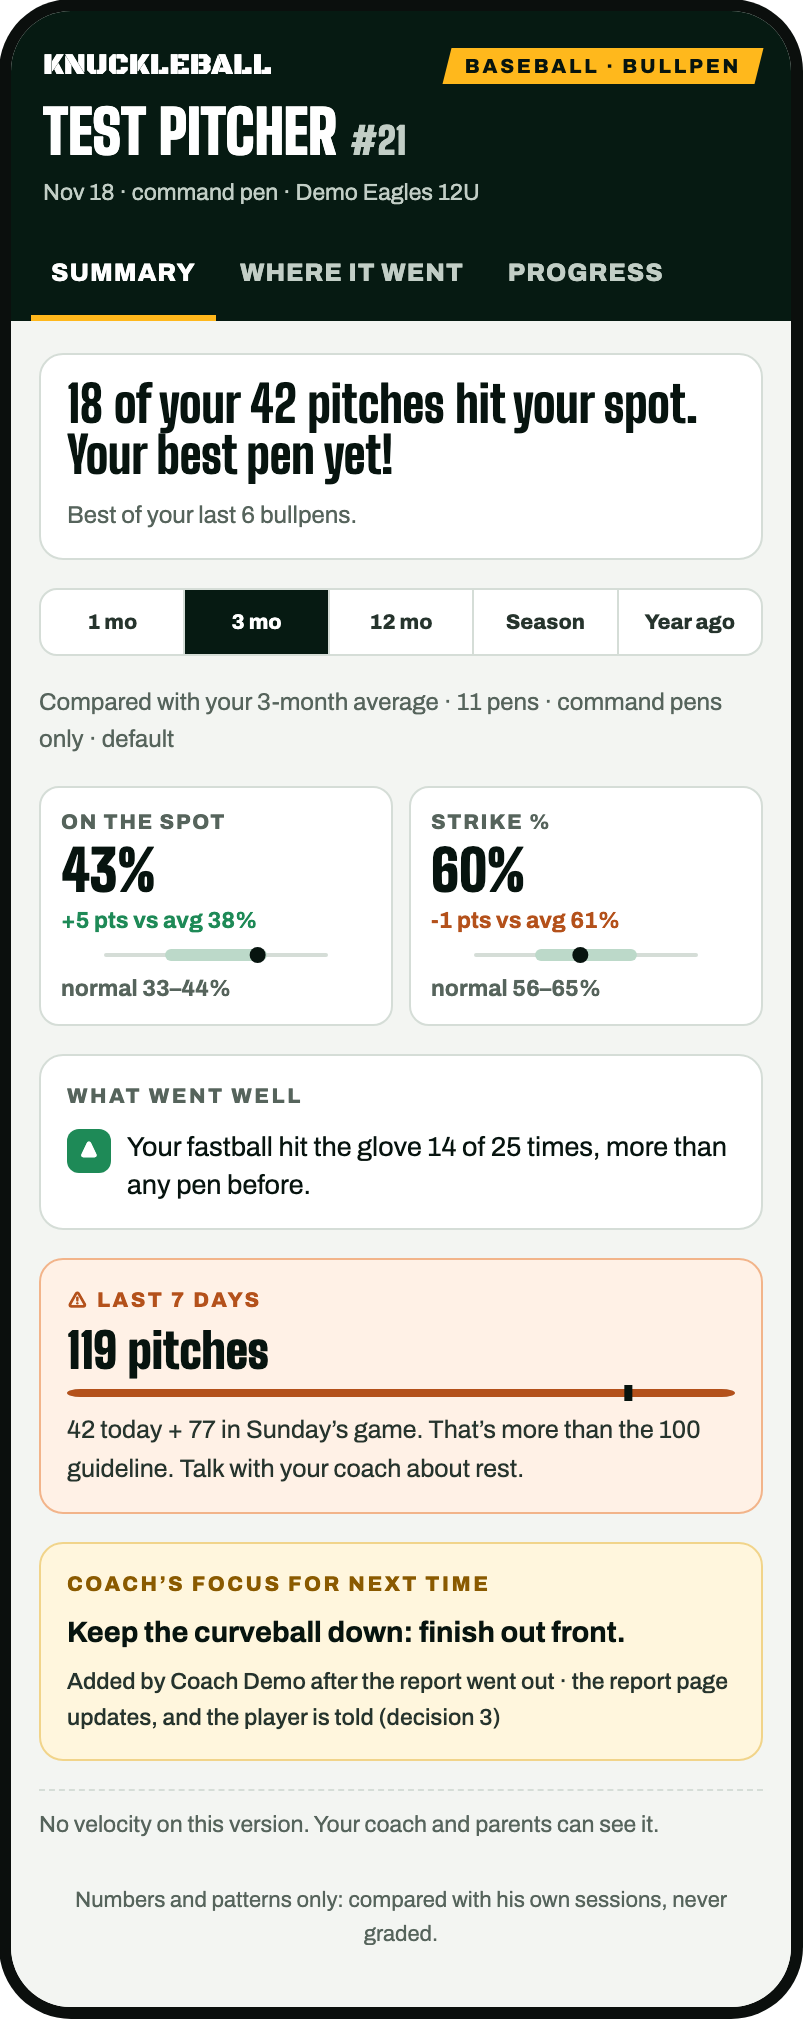 KNUCKLEBALL
BASEBALL · BULLPEN
TEST PITCHER #21
Nov 18 · command pen · Demo Eagles 12U
SUMMARY WHERE IT WENT PROGRESS
18 of your 42 pitches hit your spot.
Your best pen yet!
Best of your last 6 bullpens.
1 mo 3 mo 12 mo Season Year ago
Compared with your 3-month average · 11 pens · command pens
only · default
ON THE SPOT
43%
+5 pts vs avg 38%
normal 33–44%
STRIKE %
60%
-1 pts vs avg 61%
normal 56–65%
WHAT WENT WELL
Your fastball hit the glove 14 of 25 times, more than
any pen before.
LAST 7 DAYS
119 pitches
42 today + 77 in Sunday’s game. That’s more than the 100
guideline. Talk with your coach about rest.
COACH’S FOCUS FOR NEXT TIME
Keep the curveball down: finish out front.
Added by Coach Demo after the report went out · the report page
updates, and the player is told (decision 3)
No velocity on this version. Your coach and parents can see it.
Numbers and patterns only: compared with his own sessions, never
graded.